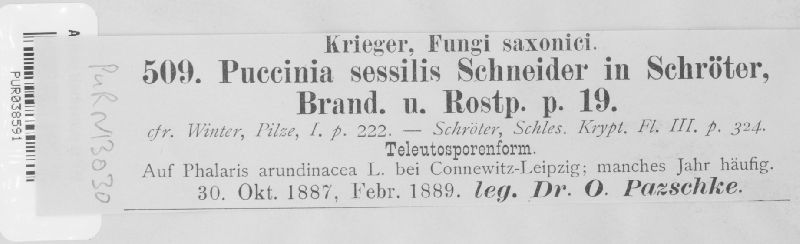 Krieger, Fungi saxonici.
509. Puccinia sessilis Schneider in Schröter,
Brand. u. Rostp. p. 19.
cfr. Winter, Pilze, I. p. 222. — Schröter, Schles. Krypt. Fl. III. p. 324.
Teleutosporenform.
Auf Phalaris arundinacea L. bei Connewitz-Leipzig; manches Jahr häufig.
30. Okt. 1887, Febr. 1889. leg. Dr. O. Pazschke.
PUR038591
PUR N13030